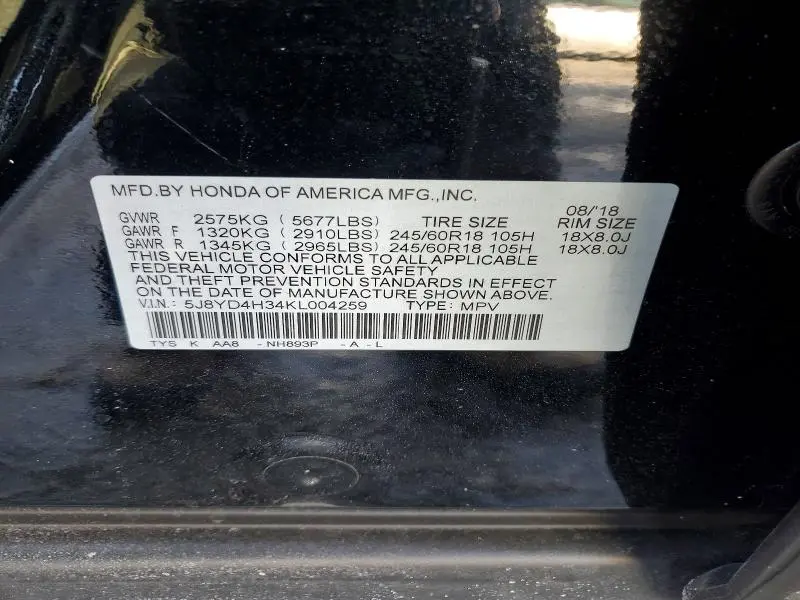 MFD.BY HONDA OF AMERICA MFG.,INC.
08/'18
GVWR 2575KG (5677LBS) TIRE SIZE RIM SIZE
GAWR F 1320KG (2910LBS) 245/60R18 105H 18X8.0J
GAWR R 1345KG (2965LBS) 245/60R18 105H 18X8.0J
THIS VEHICLE CONFORMS TO ALL APPLICABLE
FEDERAL MOTOR VEHICLE SAFETY
AND THEFT PREVENTION STANDARDS IN EFFECT
ON THE DATE OF MANUFACTURE SHOWN ABOVE.
V.I.N.: 5J8YD4H34KL004259 TYPE: MPV
TY5 K AA8 - NH893P - A - L